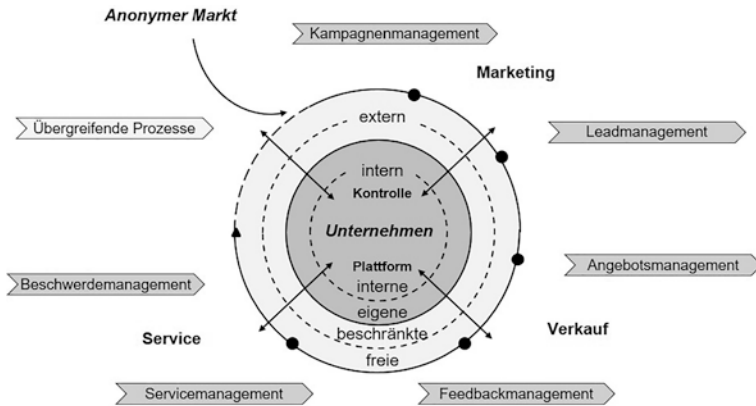 Anonymer Markt
Kampagnenmanagement
Marketing
extern
Übergreifende Prozesse
Leadmanagement
intern
Kontrolle
Unternehmen
Plattform
Angebotsmanagement
Beschwerdemanagement
interne
eigene
Service
beschränkte
Verkauf
freie
Servicemanagement
Feedbackmanagement